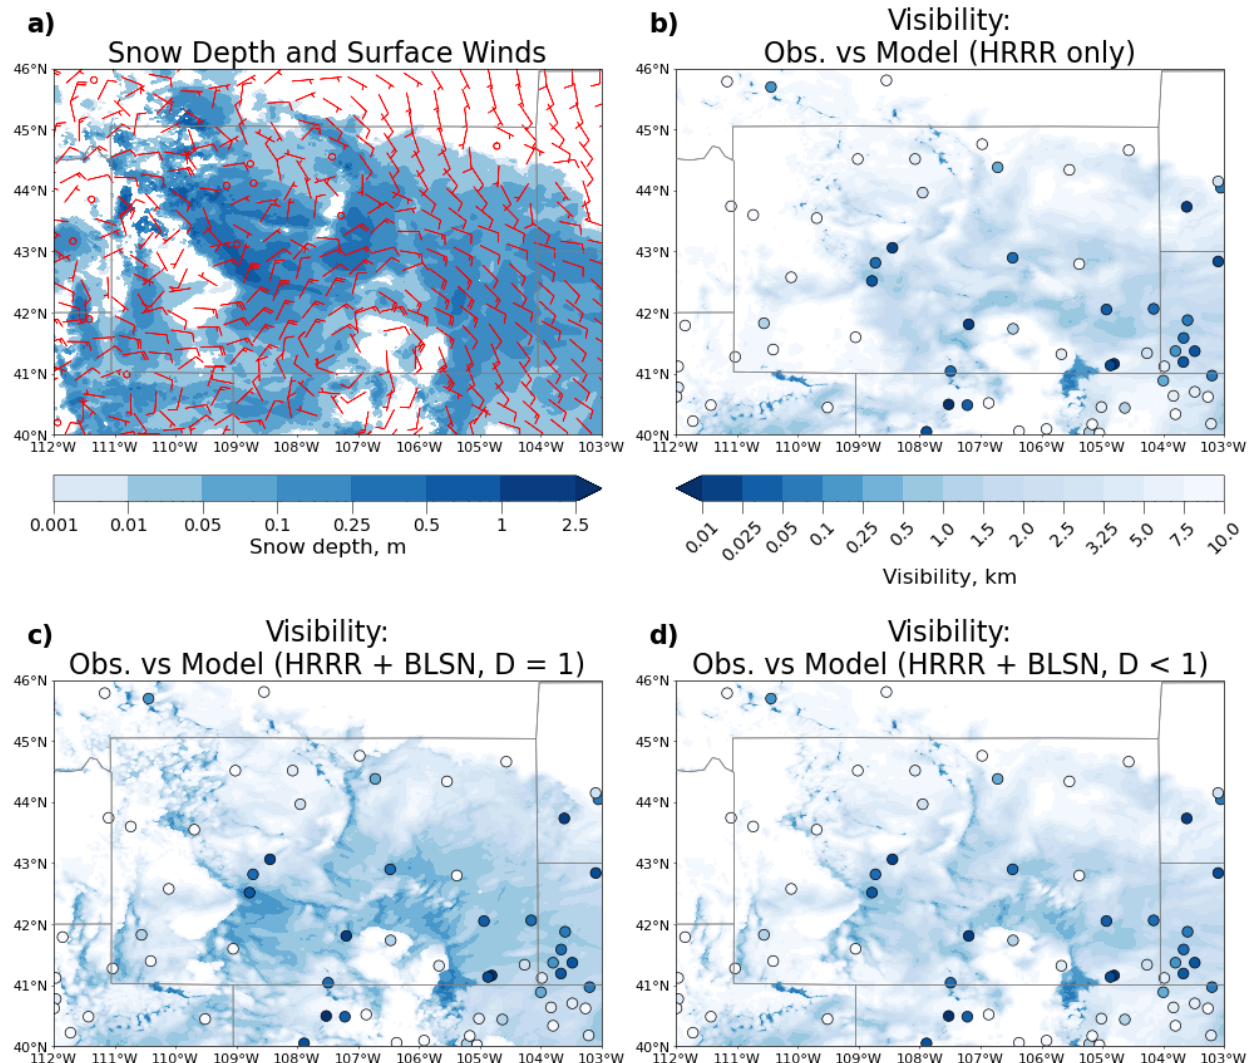 a)
Snow Depth and Surface Winds
46°N
45°N
44°N
43°N
42°N
41°N
40°N
112°W 111°W 110°W 109°W 108°W 107°W 106°W 105°W 104°W 103°W
0.001 0.01 0.05 0.1 0.25 0.5 1 2.5
Snow depth, m
b)
Visibility:
Obs. vs Model (HRRR only)
46°N
45°N
44°N
43°N
42°N
41°N
40°N
112°W 111°W 110°W 109°W 108°W 107°W 106°W 105°W 104°W 103°W
0.01 0.025 0.05 0.1 0.25 0.5 1.0 1.5 2.0 2.5 3.25 5.0 7.5 10.0
Visibility, km
c)
Visibility:
Obs. vs Model (HRRR + BLSN, D = 1)
46°N
45°N
44°N
43°N
42°N
41°N
40°N
112°W 111°W 110°W 109°W 108°W 107°W 106°W 105°W 104°W 103°W
d)
Visibility:
Obs. vs Model (HRRR + BLSN, D < 1)
46°N
45°N
44°N
43°N
42°N
41°N
40°N
112°W 111°W 110°W 109°W 108°W 107°W 106°W 105°W 104°W 103°W